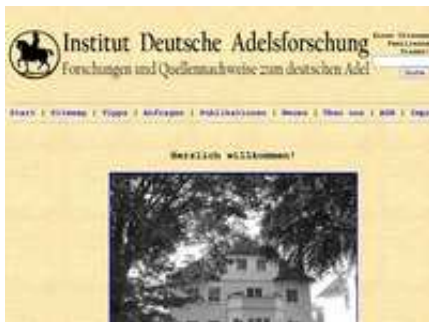 Institut Deutsche Adelsforschung
Forschungen und Quellennachweise zum deutschen Adel
Start | Sitemap | Tipps | Anfragen | Publikationen | Neues | Über uns | AGB |
Herzlich willkommen!